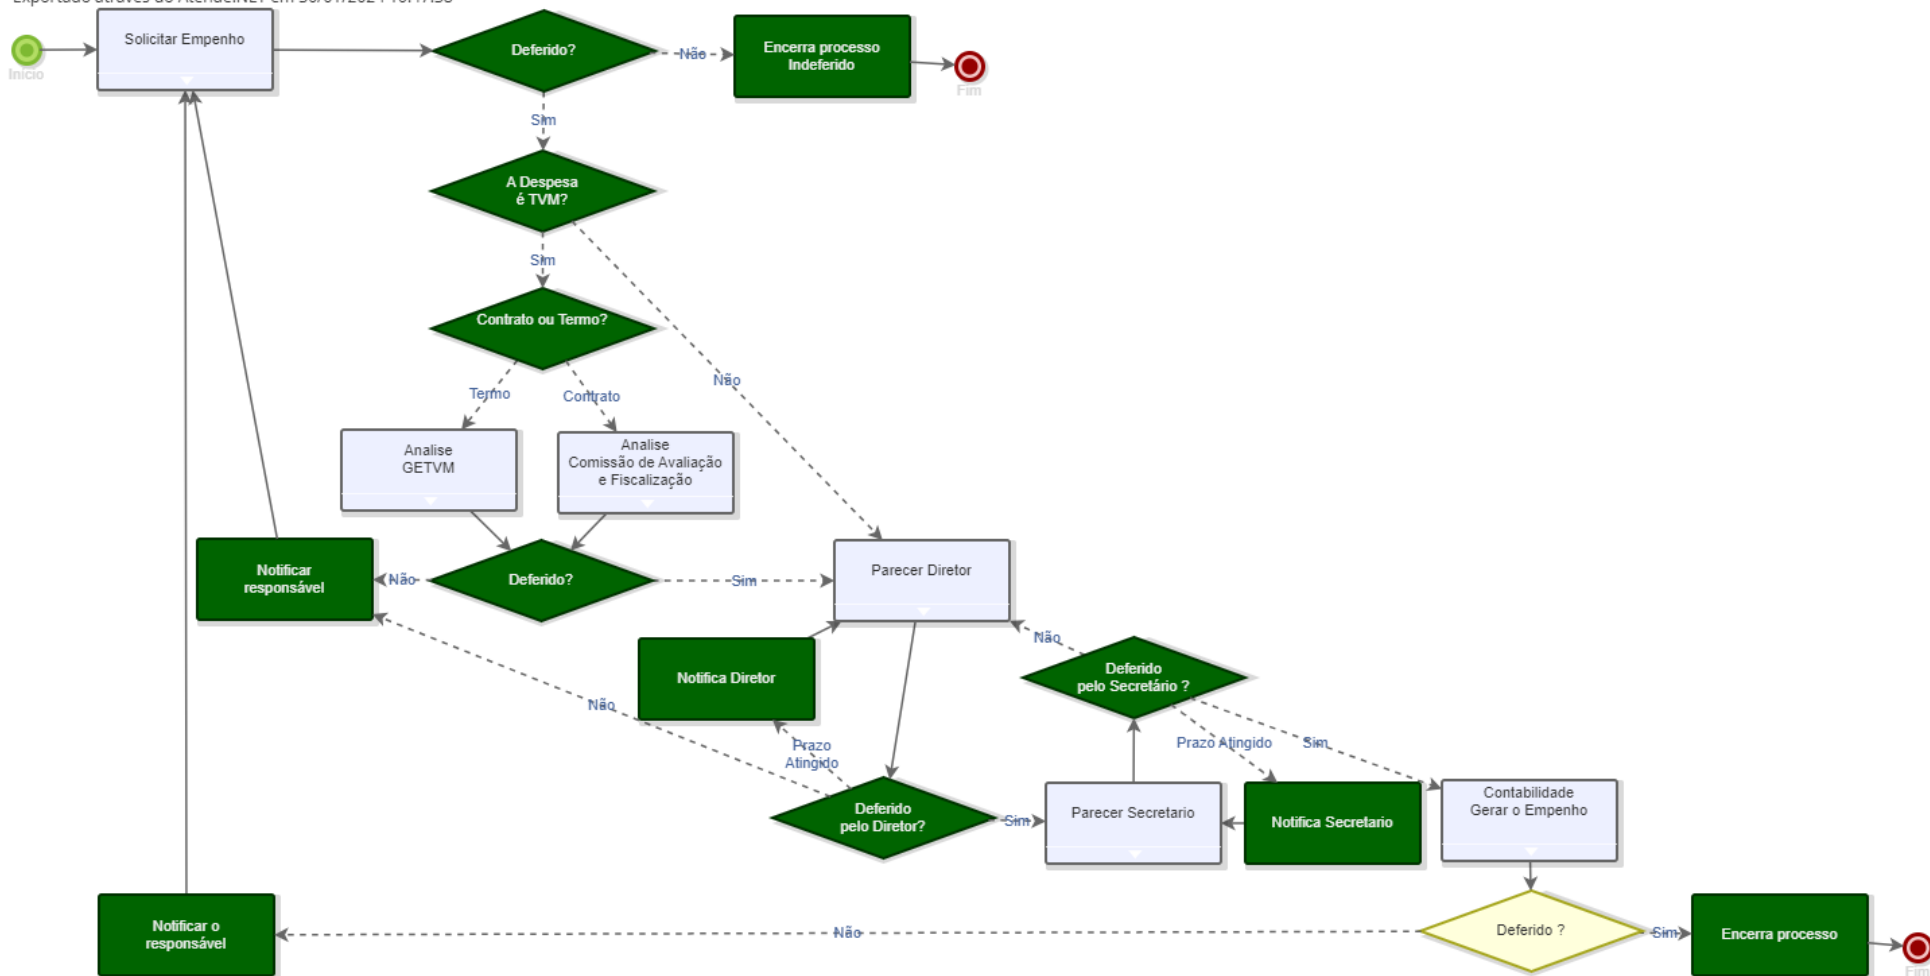 Solicitar Empenho
Deferido?
Não
Encerra processo
Indeferido
Início
Fim
Sim
A Despesa
é TVM?
Sim
Contrato ou Termo?
Não
Termo
Contrato
Analise
GETVM
Analise
Comissão de Avaliação
e Fiscalização
Notificar
responsável
Não
Deferido?
Sim
Parecer Diretor
Não
Notifica Diretor
Deferido
pelo Secretário ?
Não
Prazo
Atingido
Prazo Atingido
Sim
Deferido
pelo Diretor?
Sim
Parecer Secretario
Notifica Secretario
Contabilidade
Gerar o Empenho
Notificar o
responsável
Não
Deferido ?
Sim
Encerra processo
Fim